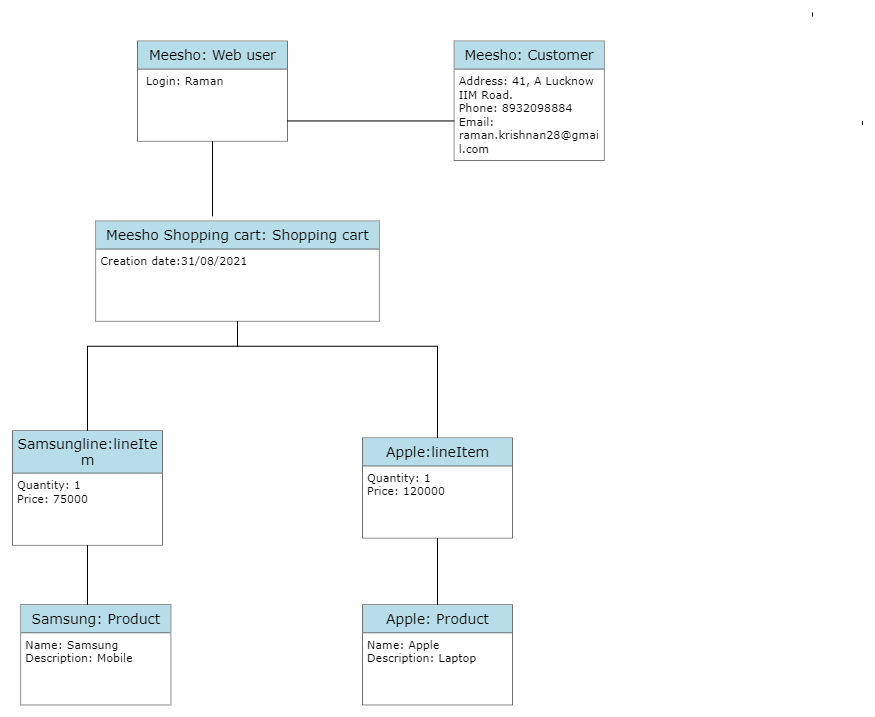 Meesho: Web user
Login: Raman
Meesho: Customer
Address: 41, A Lucknow
IIM Road.
Phone: 8932098884
Email:
raman.krishnan28@gmai
l.com
Meesho Shopping cart: Shopping cart
Creation date:31/08/2021
Samsungline:lineIte
m
Quantity: 1
Price: 75000
Apple:lineItem
Quantity: 1
Price: 120000
Samsung: Product
Name: Samsung
Description: Mobile
Apple: Product
Name: Apple
Description: Laptop